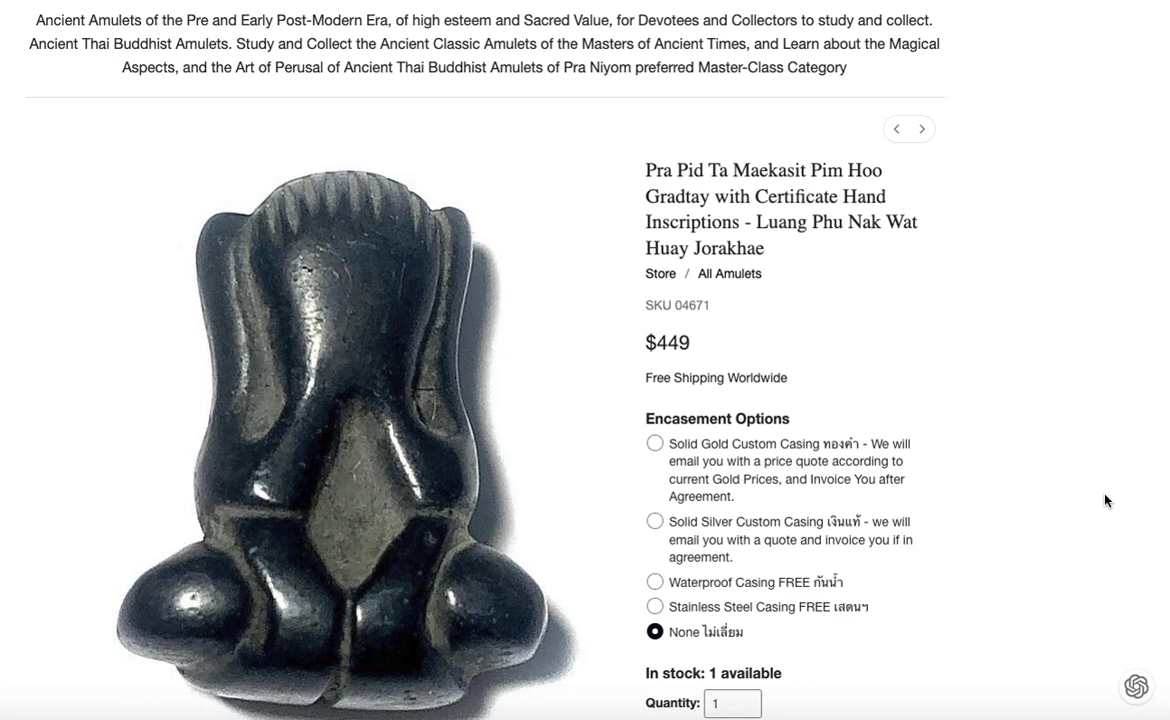 Ancient Amulets of the Pre and Early Post-Modern Era, of high esteem and Sacred Value, for Devotees and Collectors to study and collect.
Ancient Thai Buddhist Amulets. Study and Collect the Ancient Classic Amulets of the Masters of Ancient Times, and Learn about the Magical
Aspects, and the Art of Perusal of Ancient Thai Buddhist Amulets of Pra Niyom preferred Master-Class Category
Pra Pid Ta Maekasit Pim Hoo
Gradtay with Certificate Hand
Inscriptions - Luang Phu Nak Wat
Huay Jorakhae
Store / All Amulets
SKU 04671
$449
Free Shipping Worldwide
Encasement Options
Solid Gold Custom Casing ทองคำ - We will
email you with a price quote according to
current Gold Prices, and Invoice You after
Agreement.
Solid Silver Custom Casing เงินแท้ - we will
email you with a quote and invoice you if in
agreement.
Waterproof Casing FREE กันน้ำ
Stainless Steel Casing FREE เสตนฯ
None ไม่เลี่ยม
In stock: 1 available
Quantity: 1